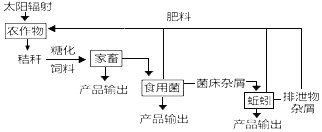 太阳辐射
肥料
农作物
秸秆
糖化
饲料
家畜
产品输出
食用菌
产品输出
菌床杂屑
蚯蚓
产品输出
排泄物
杂屑